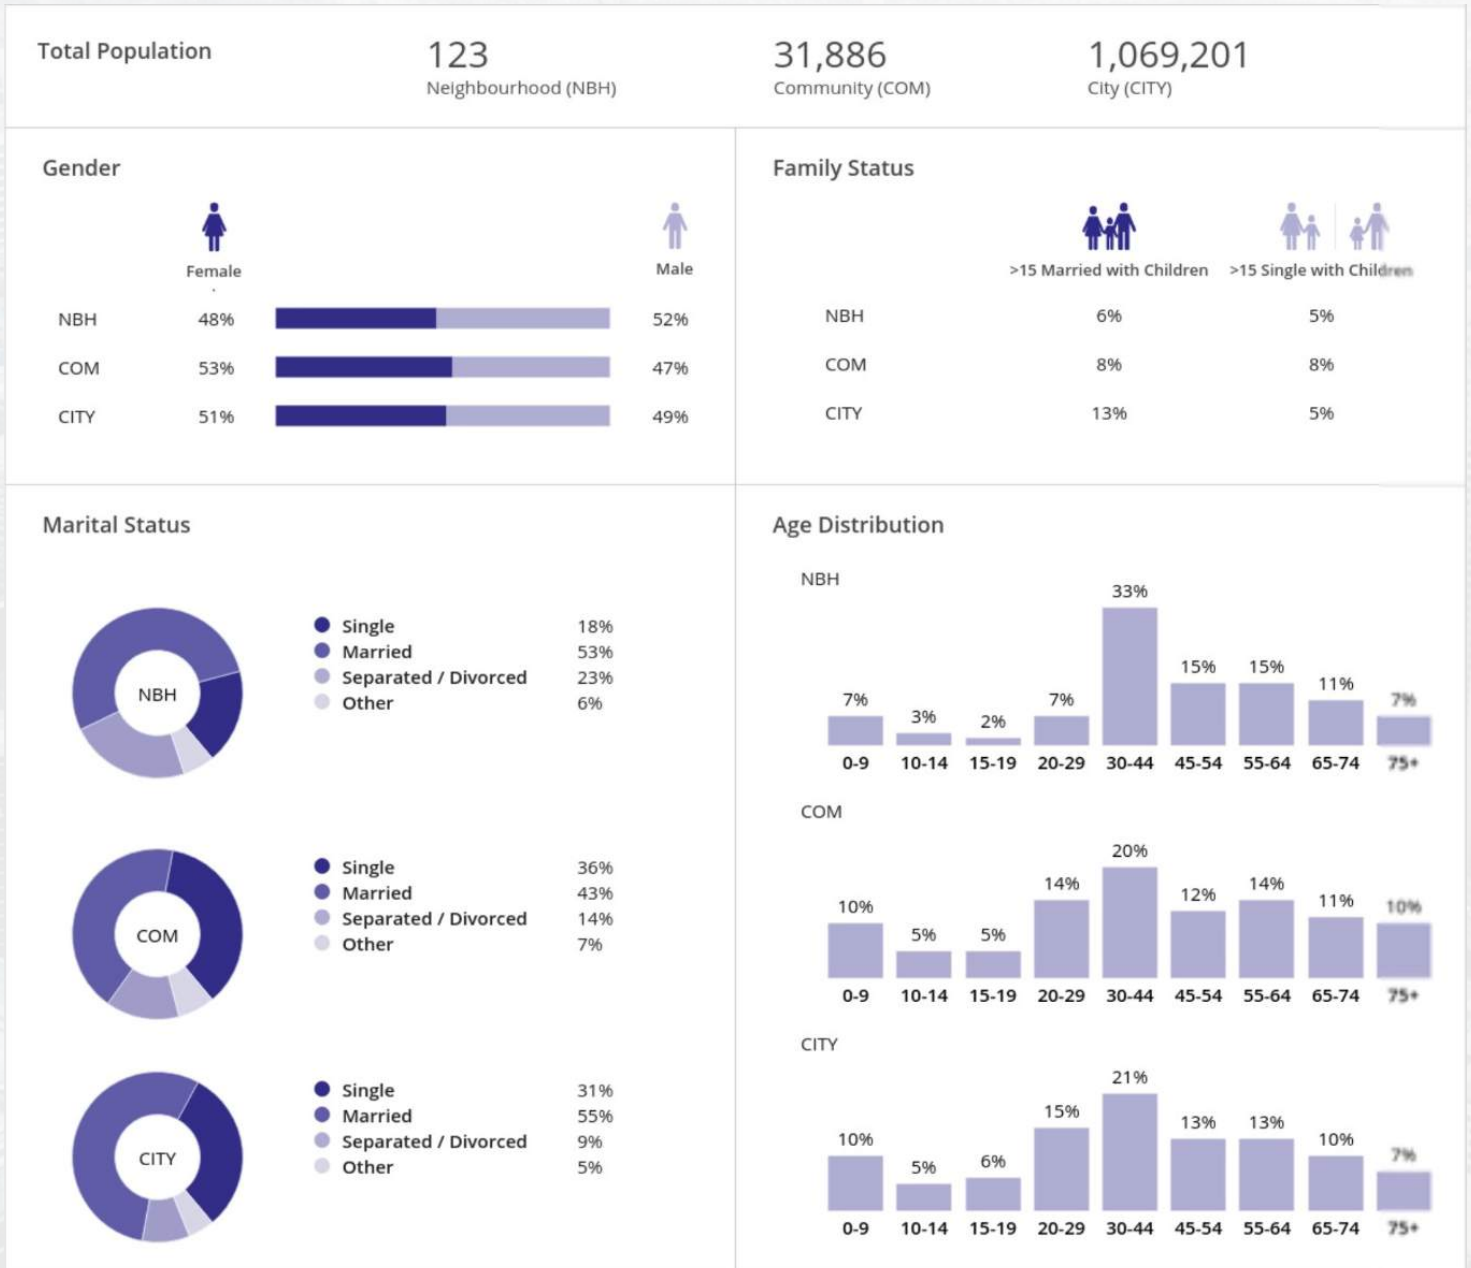 Total Population
123
Neighbourhood (NBH)
31,886
Community (COM)
1,069,201
City (CITY)
Gender
Female
Male
NBH 48% 52%
COM 53% 47%
CITY 51% 49%
Family Status
>15 Married with Children >15 Single with Children
NBH 6% 5%
COM 8% 8%
CITY 13% 5%
Marital Status
NBH
Single 18%
Married 53%
Separated / Divorced 23%
Other 6%
COM
Single 36%
Married 43%
Separated / Divorced 14%
Other 7%
CITY
Single 31%
Married 55%
Separated / Divorced 9%
Other 5%
Age Distribution
NBH
7% 3% 2% 7% 33% 15% 15% 11% 7%
0-9 10-14 15-19 20-29 30-44 45-54 55-64 65-74 75+
COM
10% 5% 5% 14% 20% 12% 14% 11% 10%
0-9 10-14 15-19 20-29 30-44 45-54 55-64 65-74 75+
CITY
10% 5% 6% 15% 21% 13% 13% 10% 7%
0-9 10-14 15-19 20-29 30-44 45-54 55-64 65-74 75+